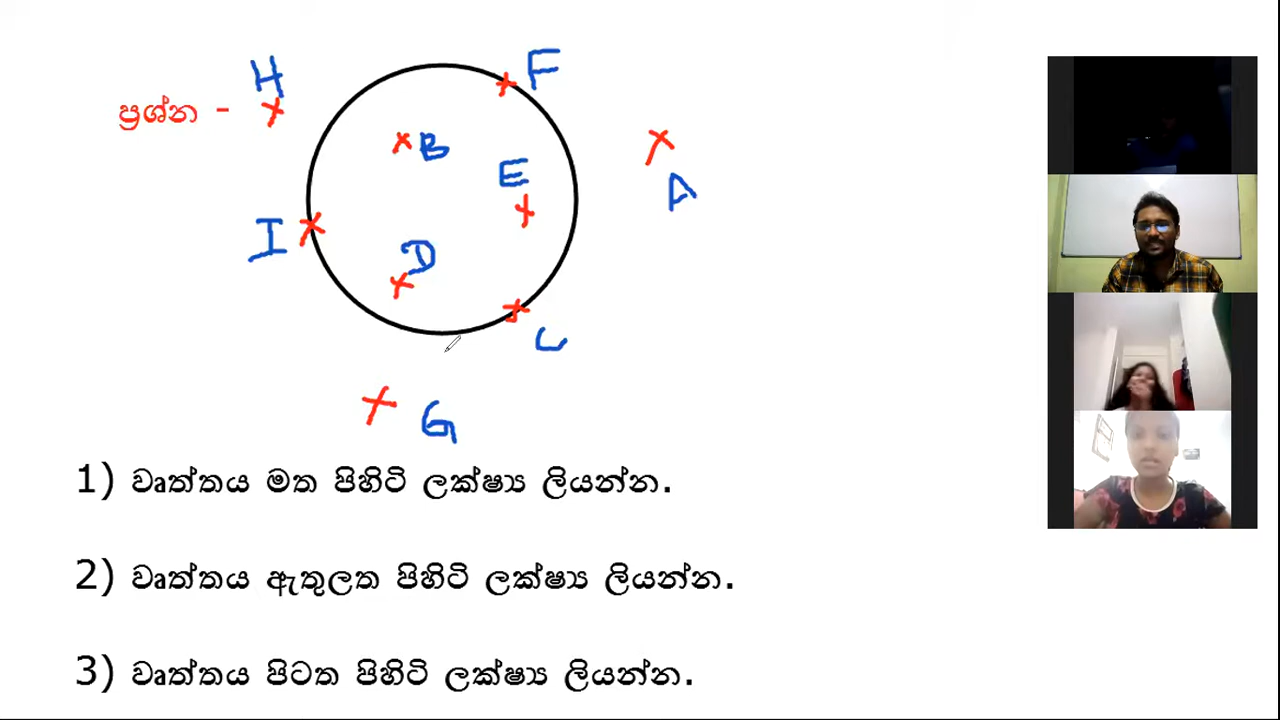 H
F
ප්‍රශ්න -
B
E
A
I
D
C
G
1) වෘත්තය මත පිහිටි ලක්ෂ්‍ය ලියන්න.
2) වෘත්තය ඇතුලත පිහිටි ලක්ෂ්‍ය ලියන්න.
3) වෘත්තය පිටත පිහිටි ලක්ෂ්‍ය ලියන්න.